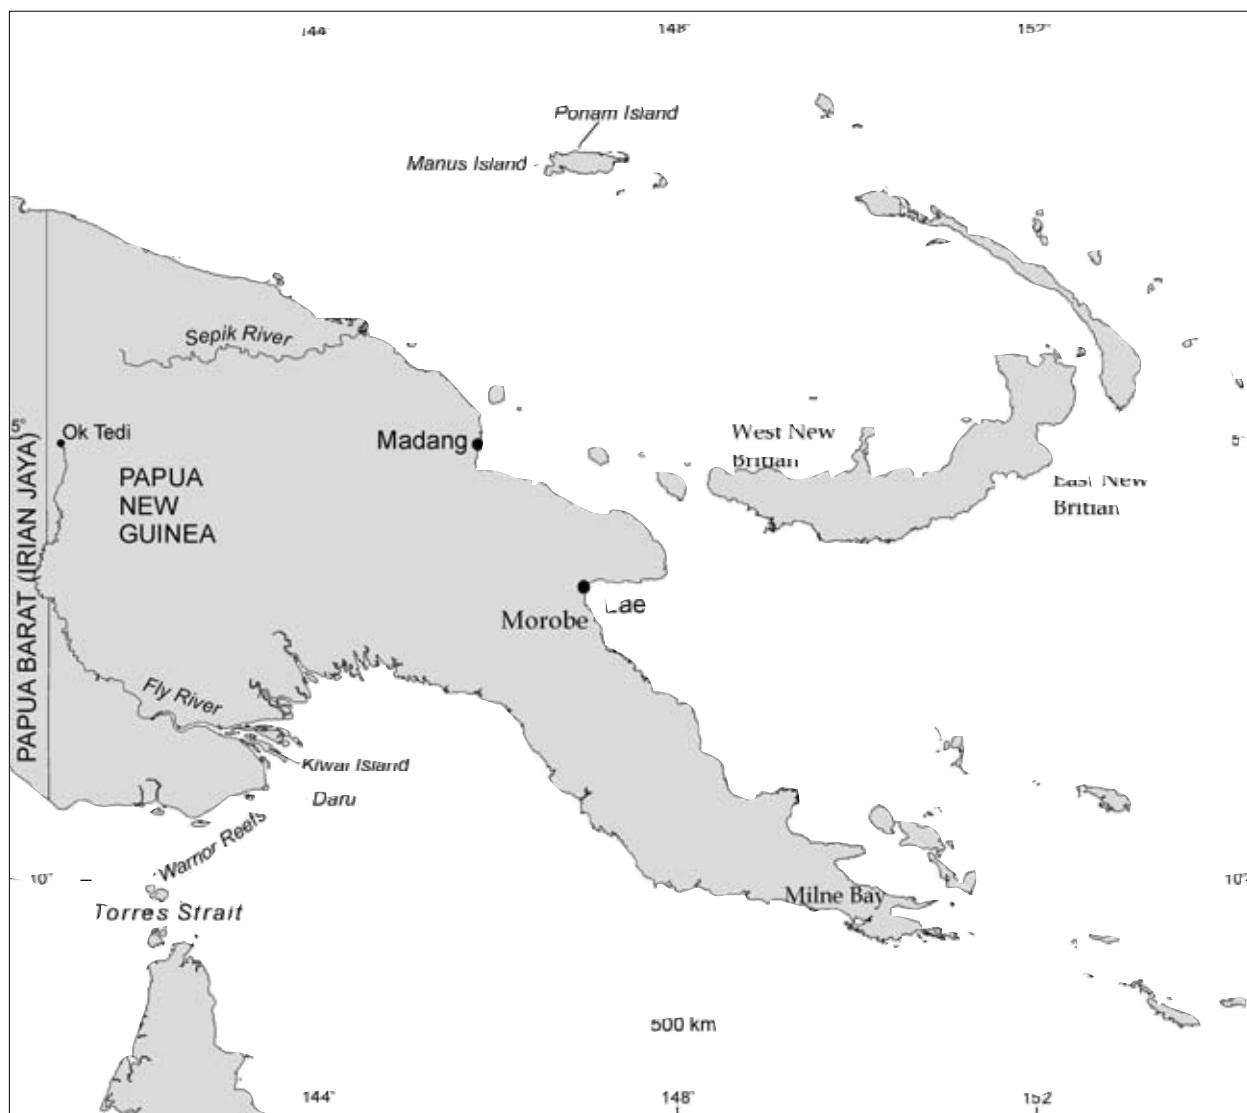 144°
148°
152°
Ponam Island
Manus Island
Sepik River
5°
Ok Tedi
Madang
West New
Britian
PAPUA
NEW
GUINEA
East New
Britian
PAPUA BARAT (IRIAN JAYA)
Lae
Morobe
Fly River
Kiwai Island
Daru
Warrior Reefs
10°
10°
Milne Bay
Torres Strait
500 km
144°
148°
152